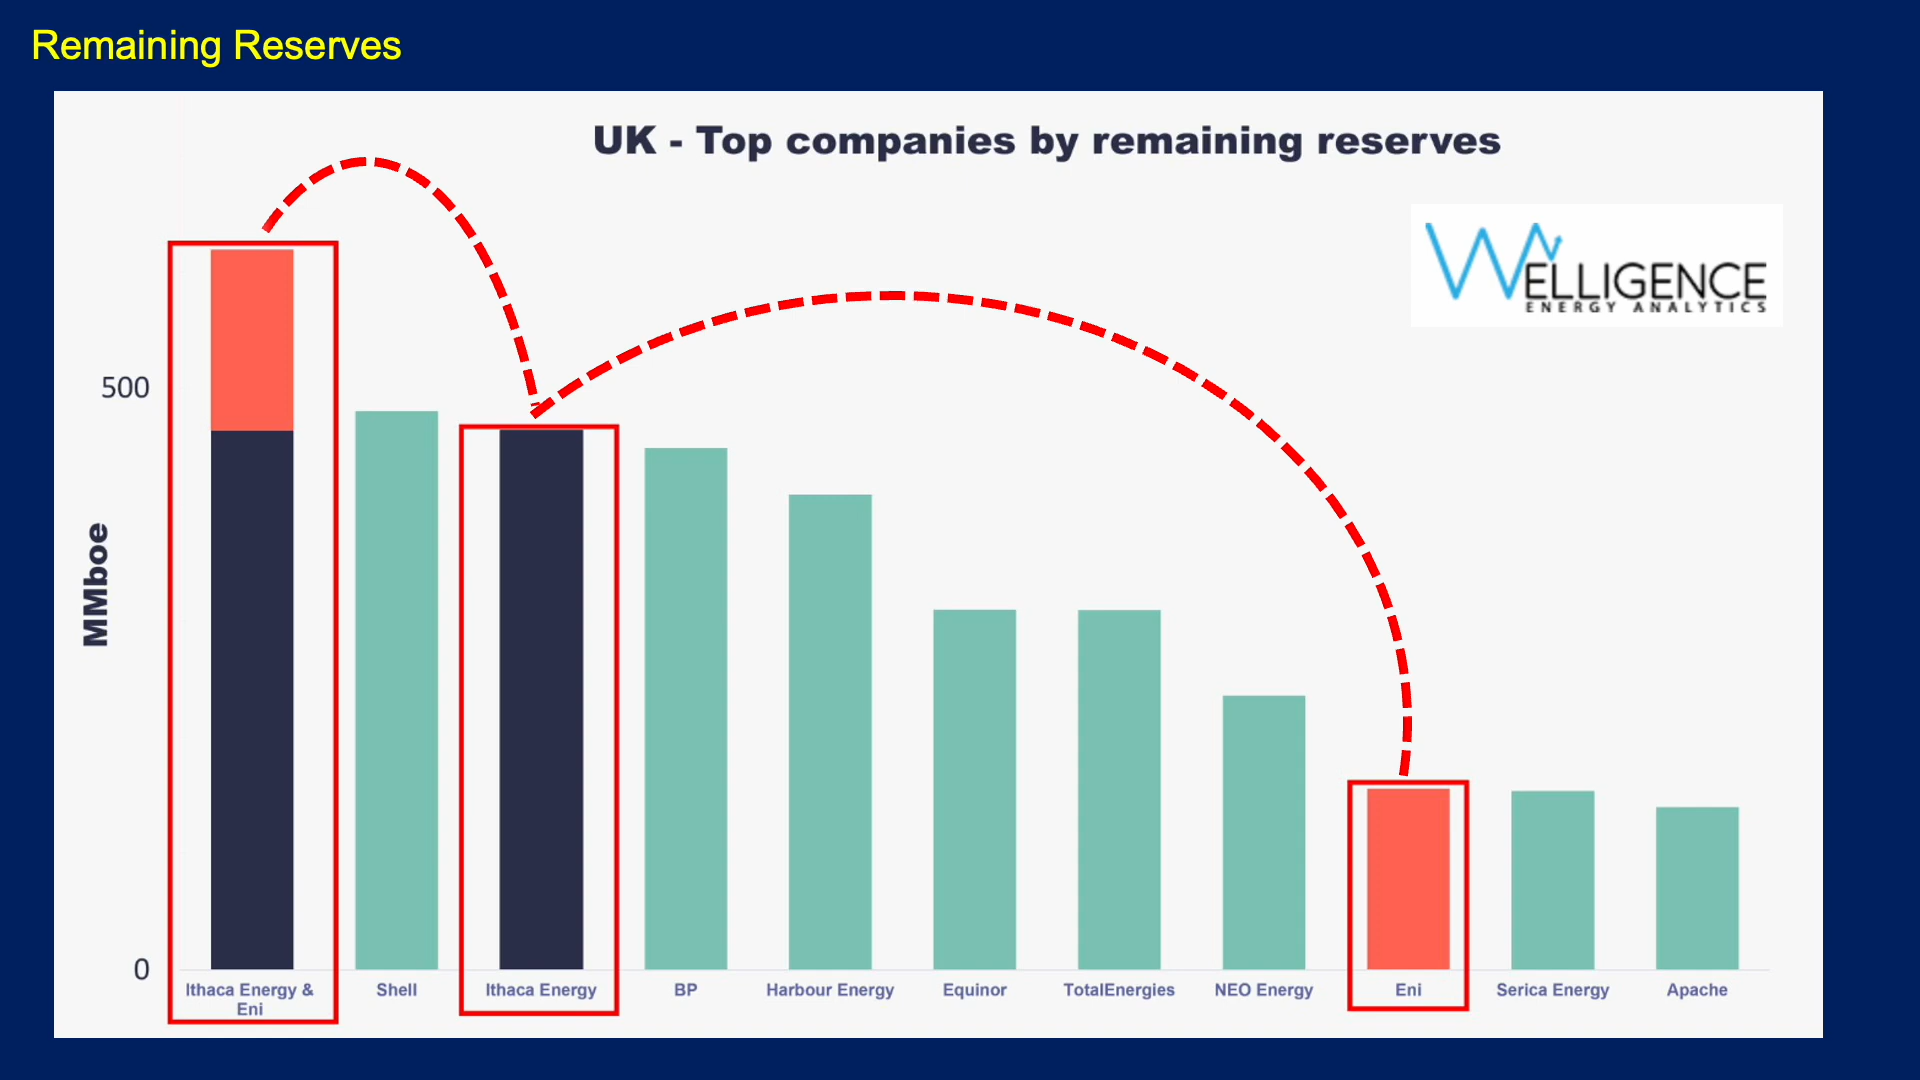 Remaining Reserves
UK - Top companies by remaining reserves
WELLIGENCE
ENERGY ANALYTICS
500
MMboe
0
Ithaca Energy &
Eni
Shell
Ithaca Energy
BP
Harbour Energy
Equinor
TotalEnergies
NEO Energy
Eni
Serica Energy
Apache